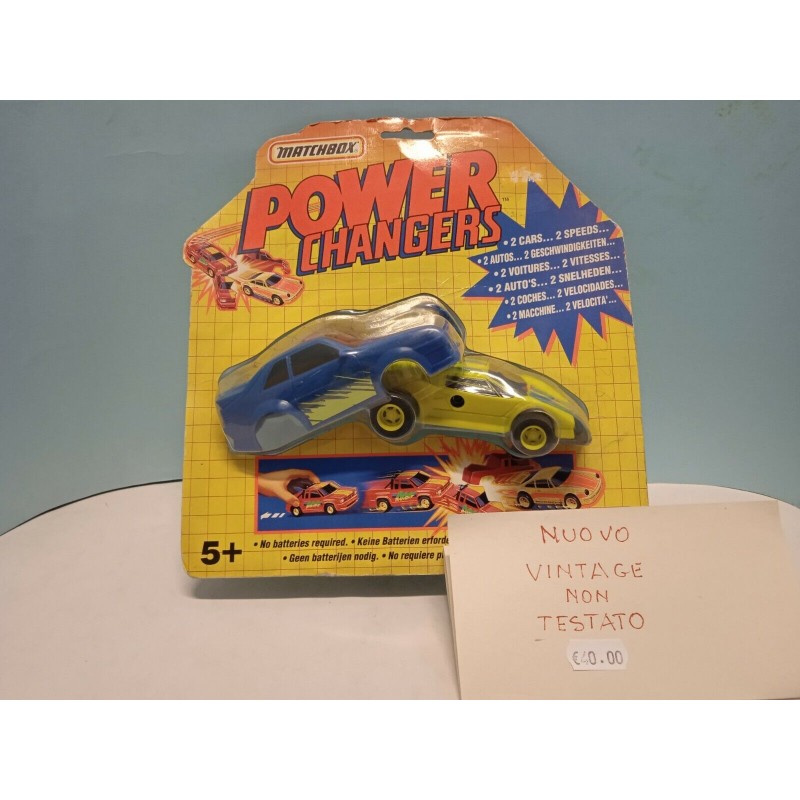 MATCHBOX
POWER
CHANGERS
TM
• 2 CARS... 2 SPEEDS...
• 2 AUTOS... 2 GESCHWINDIGKEITEN...
• 2 VOITURES... 2 VITESSES...
• 2 AUTO'S... 2 SNELHEDEN...
• 2 COCHES... 2 VELOCIDADES...
• 2 MACCHINE... 2 VELOCITA'...
5+
• No batteries required. • Keine Batterien erforde
• Geen batterijen nodig. • No requiere p
NUOVO
VINTAGE
NON
TESTATO
€40.00